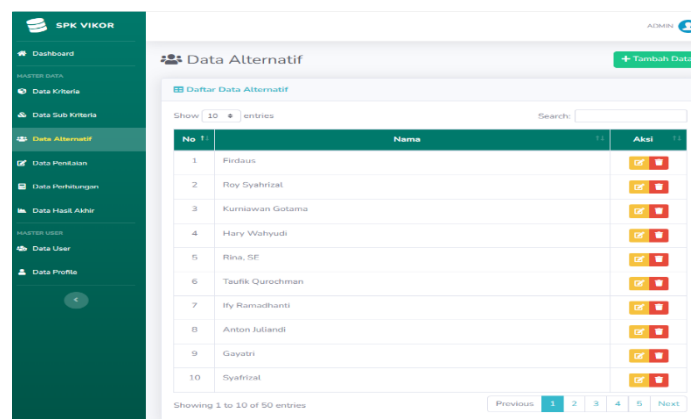 SPK VIKOR
ADMIN
Dashboard
MASTER DATA
Data Kriteria
Data Sub Kriteria
Data Alternatif
Data Penilaian
Data Perhitungan
Data Hasil Akhir
MASTER USER
Data User
Data Profile
Data Alternatif
+ Tambah Data
Daftar Data Alternatif
Show 10 entries
Search:
No Nama Aksi
1 Firdaus
2 Roy Syahrizal
3 Kurniawan Gotama
4 Hary Wahyudi
5 Rina, SE
6 Taufik Qurochman
7 Ify Ramadhanti
8 Anton Juliandi
9 Gayatri
10 Syafrizal
Showing 1 to 10 of 50 entries
Previous 1 2 3 4 5 Next